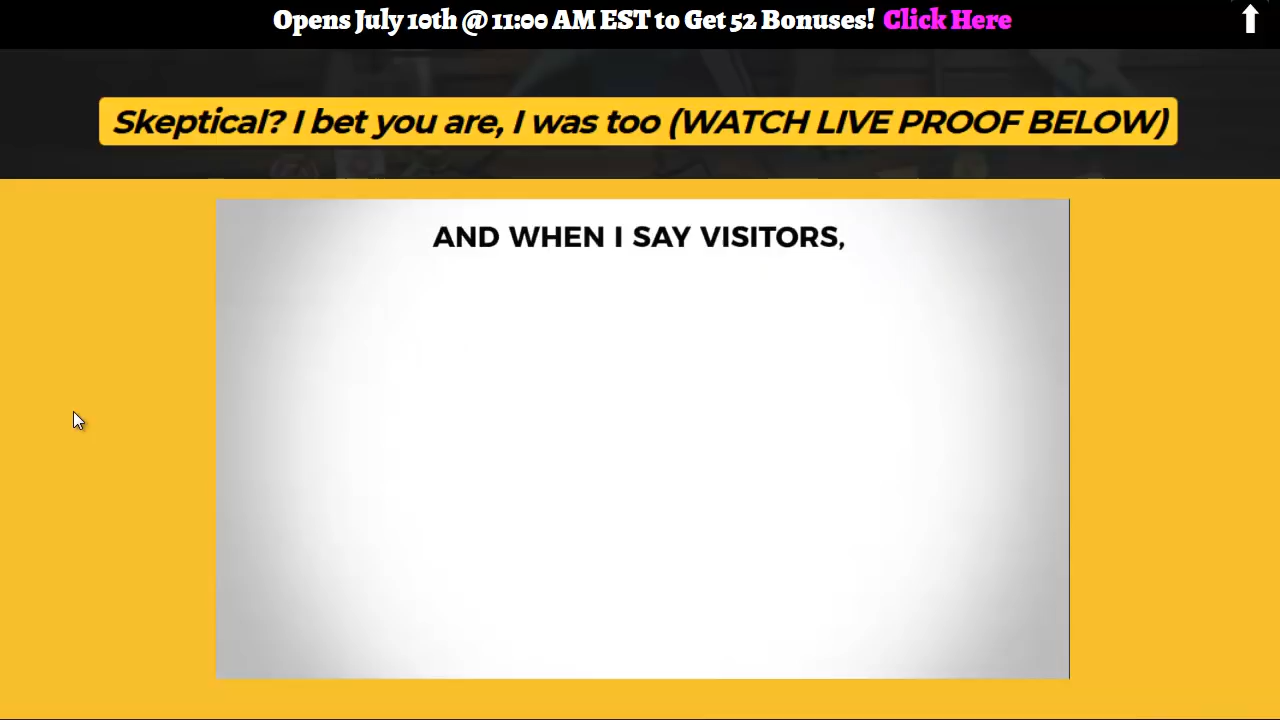 Opens July 10th @ 11:00 AM EST to Get 52 Bonuses! Click Here
Skeptical? I bet you are, I was too (WATCH LIVE PROOF BELOW)
AND WHEN I SAY VISITORS,